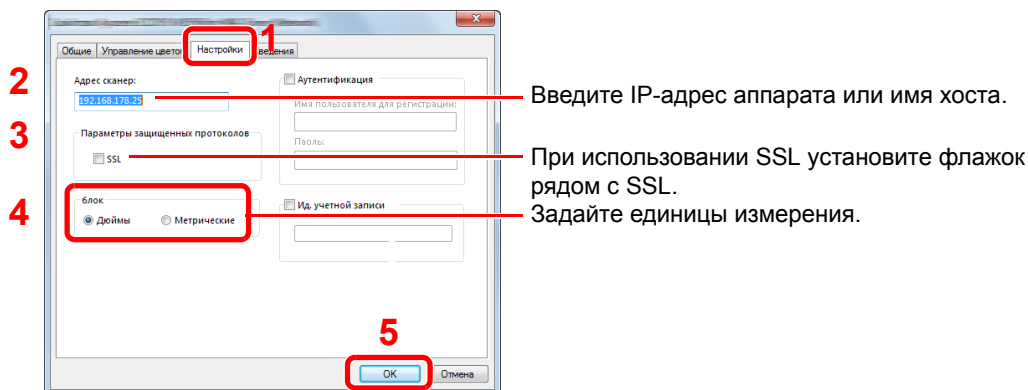 1
Общие
Управление цветом
Настройки
ведения
2
Адрес сканер:
192.168.178.25
Аутентификация
Имя пользователя для регистрации:
Введите IP-адрес аппарата или имя хоста.
3
Параметры защищенных протоколов
SSL
Паоль:
При использовании SSL установите флажок
рядом с SSL.
4
блок
Дюймы
Метрические
Ид. учетной записи
Задайте единицы измерения.
5
OK
Отмена